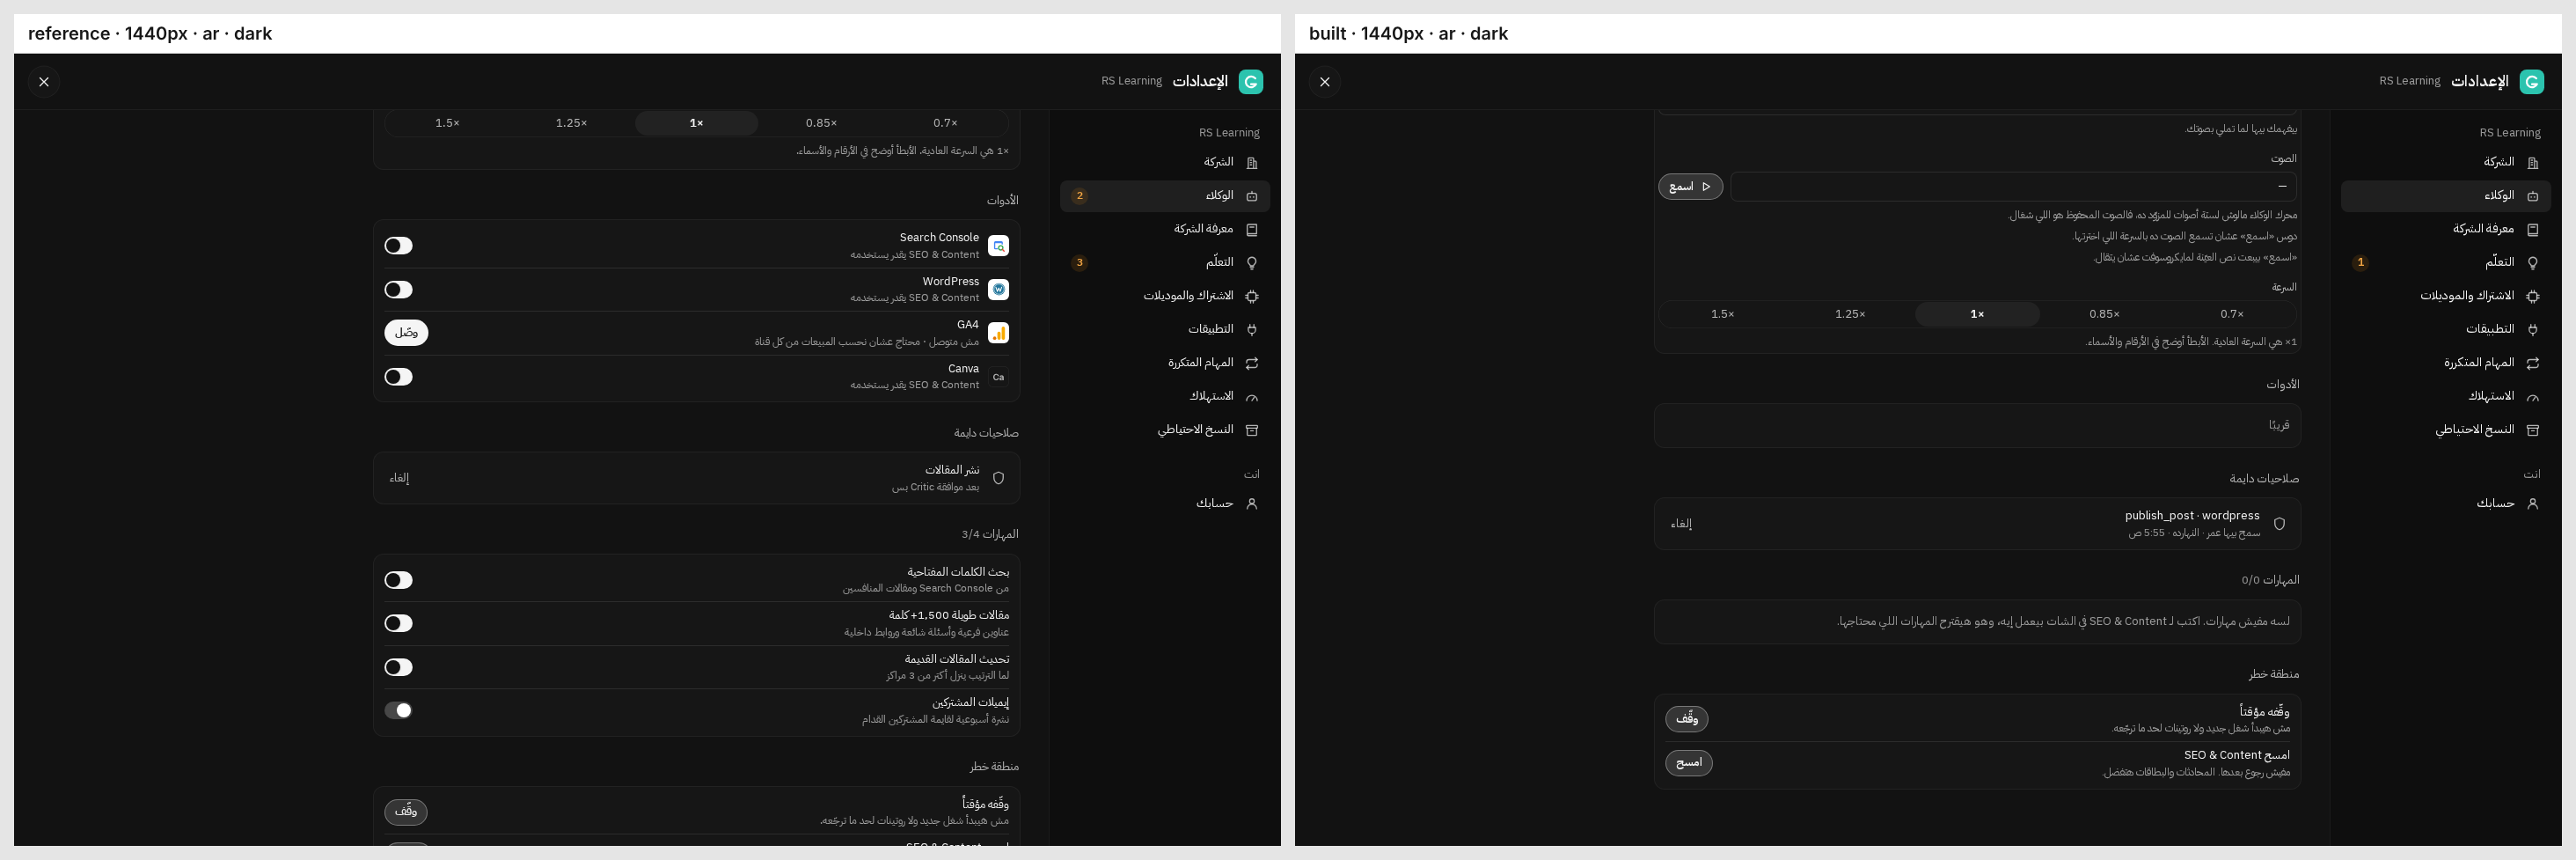 reference · 1440px · ar · dark
الإعدادات RS Learning
RS Learning
الشركة
الوكلاء 2
معرفة الشركة
التعلّم 3
الاشتراك والموديلات
التطبيقات
المهام المتكررة
الاستهلاك
النسخ الاحتياطي
انت
حسابك
0.7× 0.85× 1× 1.25× 1.5×
1× هي السرعة العادية. الأبطأ أوضح في الأرقام والأسماء.
الأدوات
Search Console
SEO & Content يقدر يستخدمه
WordPress
SEO & Content يقدر يستخدمه
GA4
مش متوصل · محتاج عشان نحسب المبيعات من كل قناة
وصّل
Ca
Canva
SEO & Content يقدر يستخدمه
صلاحيات دايمة
نشر المقالات
بعد موافقة Critic بس
إلغاء
المهارات 3/4
بحث الكلمات المفتاحية
من Search Console ومقالات المنافسين
مقالات طويلة 1,500+ كلمة
عناوين فرعية وأسئلة شائعة وروابط داخلية
تحديث المقالات القديمة
لما الترتيب ينزل أكتر من 3 مراكز
إيميلات المشتركين
نشرة أسبوعية لقايمة المشتركين القدام
منطقة خطر
وقّفه مؤقتاً
مش هيبدأ شغل جديد ولا روتينات لحد ما ترجّعه.
وقّف
built · 1440px · ar · dark
الإعدادات RS Learning
RS Learning
الشركة
الوكلاء
معرفة الشركة
التعلّم 1
الاشتراك والموديلات
التطبيقات
المهام المتكررة
الاستهلاك
النسخ الاحتياطي
انت
حسابك
بيفهمك بيها لما تملي بصوتك.
الصوت
—
اسمع
محرك الوكلاء مالوش لستة أصوات للمزوّد ده، فالصوت المحفوظ هو اللي شغال.
دوس «اسمع» عشان تسمع الصوت ده بالسرعة اللي اخترتها.
«اسمع» بيبعت نص العيّنة لمايكروسوفت عشان يتقال.
السرعة
0.7× 0.85× 1× 1.25× 1.5×
1× هي السرعة العادية. الأبطأ أوضح في الأرقام والأسماء.
الأدوات
قريبًا
صلاحيات دايمة
publish_post · wordpress
سمح بيها عمر · النهارده · 5:55 ص
إلغاء
المهارات 0/0
لسه مفيش مهارات. اكتب لـ SEO & Content في الشات بيعمل إيه، وهو هيقترح المهارات اللي محتاجها.
منطقة خطر
وقّفه مؤقتاً
مش هيبدأ شغل جديد ولا روتينات لحد ما ترجّعه.
وقّف
امسح SEO & Content
مفيش رجوع بعدها. المحادثات والبطاقات هتفضل.
امسح